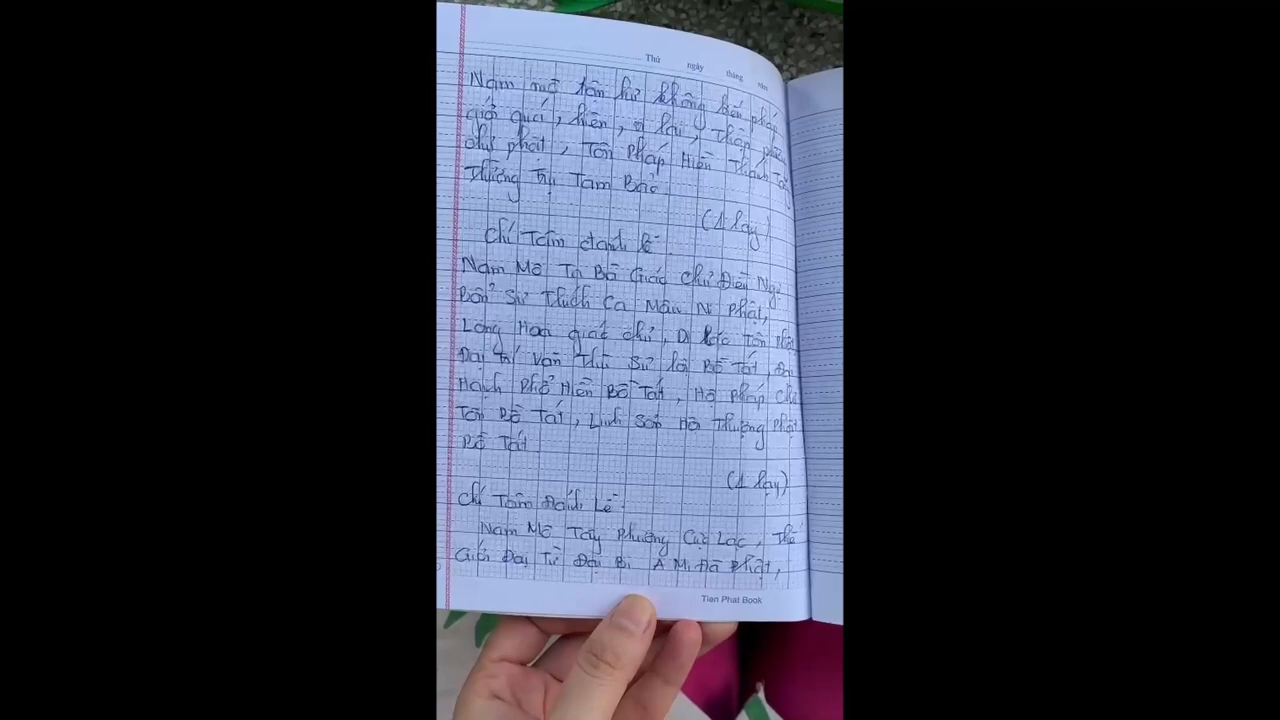 Thứ ngày tháng năm
Nam mô tận hư không biến pháp
giới quá, hiện, vị lai, Thập phương
chư phật, Tôn pháp Hiền Thánh Tăng
Thường trụ Tam Bảo
(1 lạy)
Chí Tâm đảnh lễ.
Nam Mô Ta Bà Giáo Chủ Điều Ngự
Bổn Sư Thích Ca Mâu Ni Phật,
Long Hoa giáo chủ, Di lặc tôn phật
Đại trí Văn Thù Sư lợi Bồ Tát, Đại
Hạnh Phổ Hiền Bồ Tát, Hộ pháp chư
Tôn Bồ Tát, Linh Sơn Hội Thượng Phật
Bồ Tát.
(1 lạy)
Chí Tâm Đảnh Lễ.
Nam Mô Tây Phương Cực Lạc, Thế
Giới Đại Từ Đại Bi A Mi Đà Phật,
Tien Phat Book